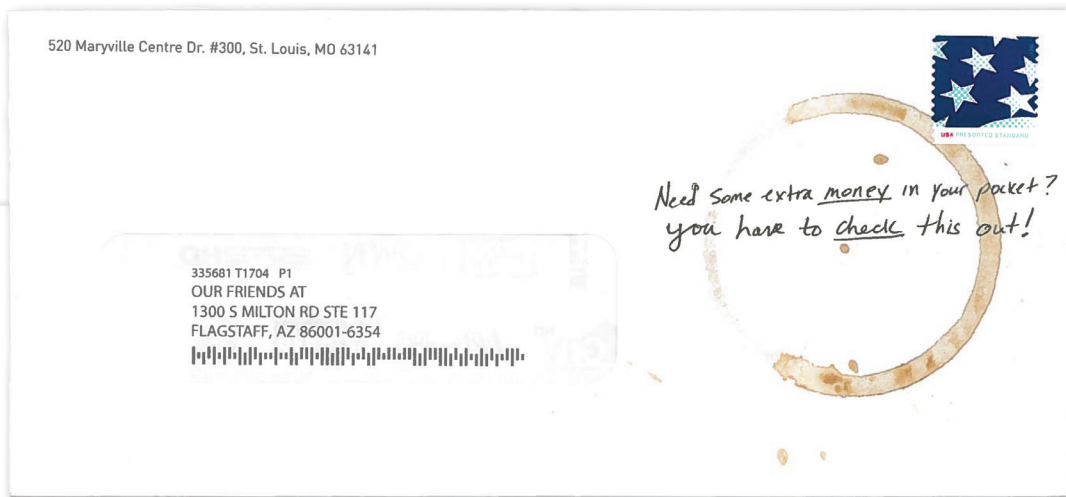 520 Maryville Centre Dr. #300, St. Louis, MO 63141
USA PRESORTED STANDARD
Need some extra money in your pocket?
you have to check this out!
335681 T1704 P1
OUR FRIENDS AT
1300 S MILTON RD STE 117
FLAGSTAFF, AZ 86001-6354